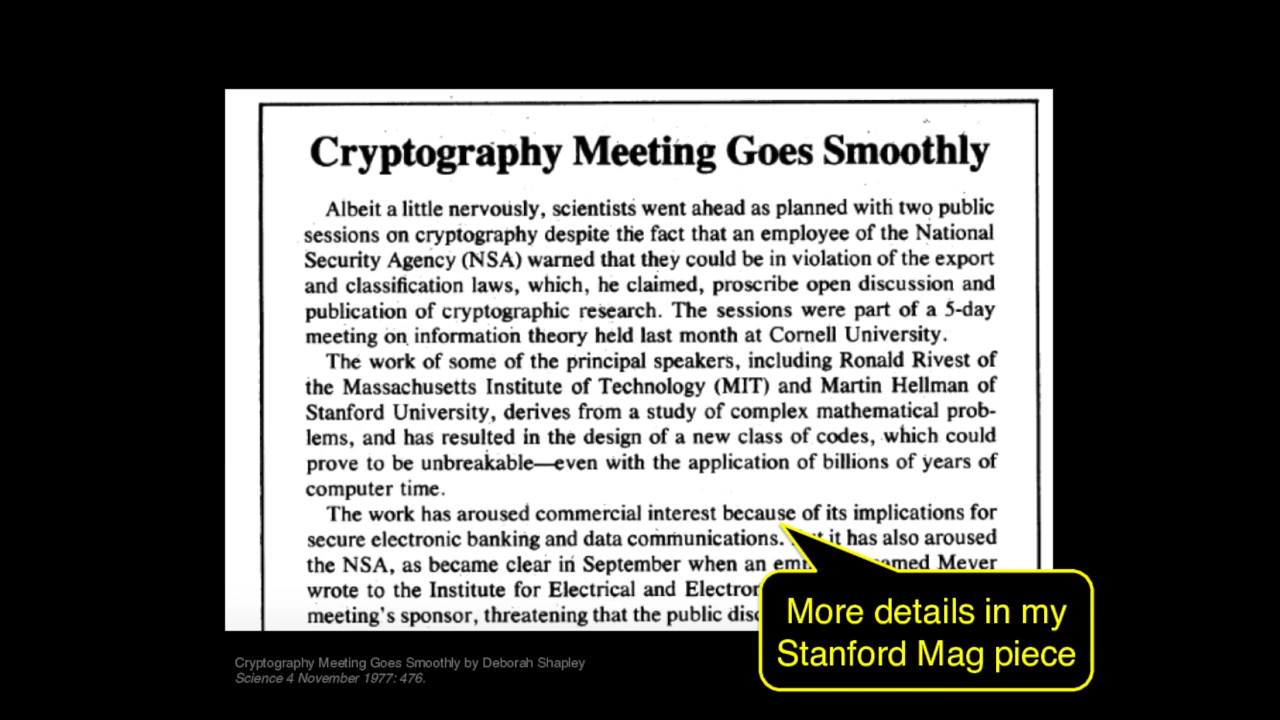 Cryptography Meeting Goes Smoothly
Albeit a little nervously, scientists went ahead as planned with two public
sessions on cryptography despite the fact that an employee of the National
Security Agency (NSA) warned that they could be in violation of the export
and classification laws, which, he claimed, proscribe open discussion and
publication of cryptographic research. The sessions were part of a 5-day
meeting on information theory held last month at Cornell University.
The work of some of the principal speakers, including Ronald Rivest of
the Massachusetts Institute of Technology (MIT) and Martin Hellman of
Stanford University, derives from a study of complex mathematical prob-
lems, and has resulted in the design of a new class of codes, which could
prove to be unbreakable—even with the application of billions of years of
computer time.
The work has aroused commercial interest because of its implications for
secure electronic banking and data communications. it has also aroused
the NSA, as became clear in September when an Meyer
wrote to the Institute for Electrical and
meeting's sponsor, threatening that the public
More details in my
Stanford Mag piece
Cryptography Meeting Goes Smoothly by Deborah Shapley
Science 4 November 1977: 476.